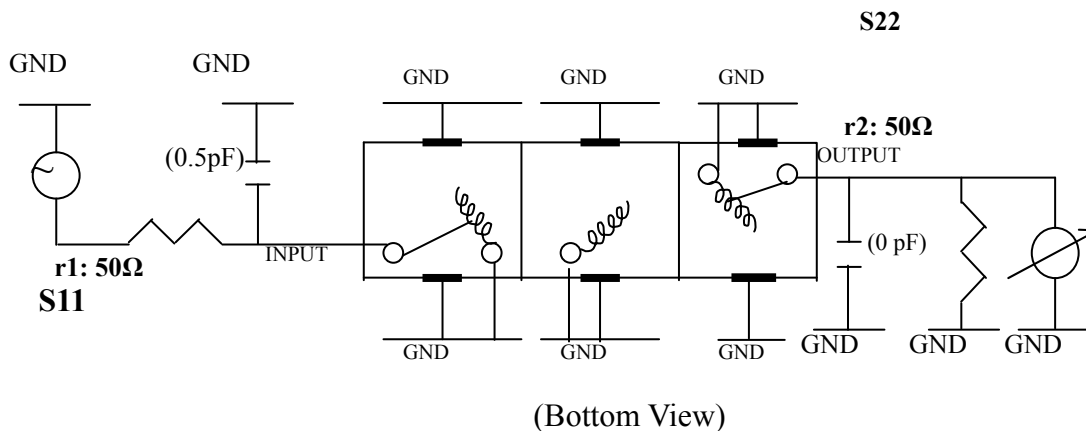 S22
GND
GND
GND
GND
GND
r2: 50Ω
(0.5pF)
OUTPUT
INPUT
(0 pF)
r1: 50Ω
S11
GND
GND
GND
GND
GND
GND
(Bottom View)